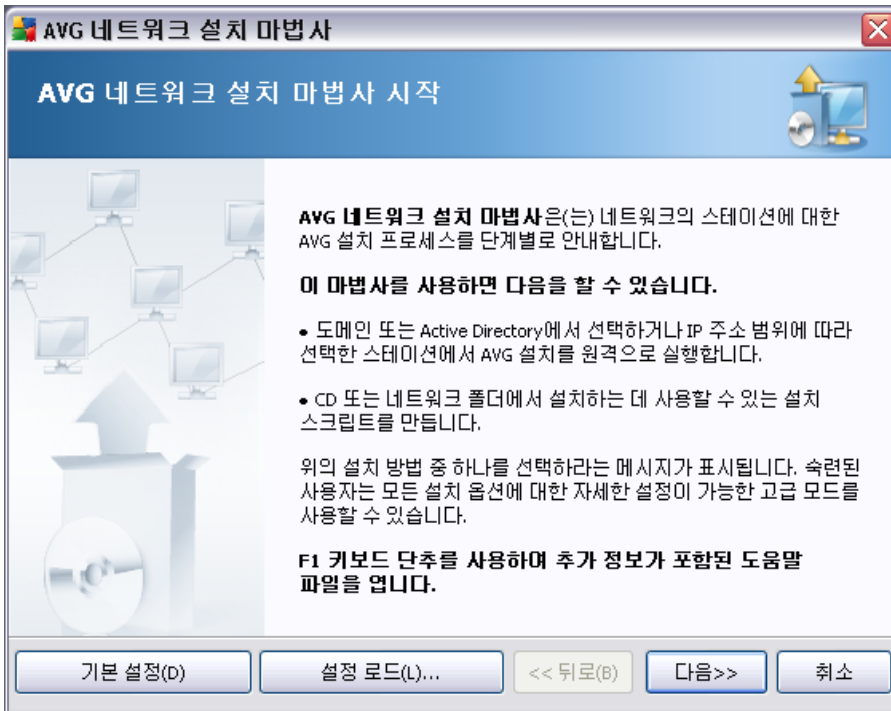 AVG 네트워크 설치 마법사
AVG 네트워크 설치 마법사 시작
AVG 네트워크 설치 마법사은(는) 네트워크의 스테이션에 대한
AVG 설치 프로세스를 단계별로 안내합니다.
이 마법사를 사용하면 다음을 할 수 있습니다.
• 도메인 또는 Active Directory에서 선택하거나 IP 주소 범위에 따라
선택한 스테이션에서 AVG 설치를 원격으로 실행합니다.
• CD 또는 네트워크 폴더에서 설치하는 데 사용할 수 있는 설치
스크립트를 만듭니다.
위의 설치 방법 중 하나를 선택하라는 메시지가 표시됩니다. 숙련된
사용자는 모든 설치 옵션에 대한 자세한 설정이 가능한 고급 모드를
사용할 수 있습니다.
F1 키보드 단추를 사용하여 추가 정보가 포함된 도움말
파일을 엽니다.
기본 설정(D) 설정 로드(L)... << 뒤로(B) 다음>> 취소